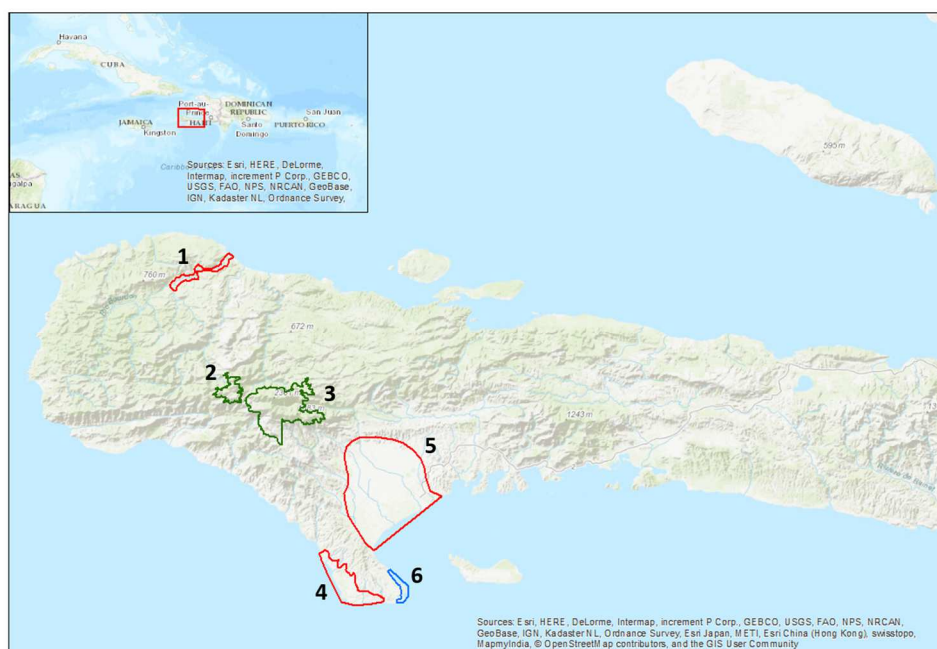 Havana
CUBA
Port-au-
Prince
DOMINICAN
REPUBLIC
San Juan
JAMAICA
HAITI
Santo
Domingo
PUERTO RICO
Kingston
Sources: Esri, HERE, DeLorme,
Intermap, increment P Corp., GEBCO,
USGS, FAO, NPS, NRCAN, GeoBase,
IGN, Kadaster NL, Ordnance Survey,
AS
galpa
ARAGUA
595 m
1
760 m
672 m
2
3
1243 m
5
4
6
Sources: Esri, HERE, DeLorme, Intermap, increment P Corp., GEBCO, USGS, FAO, NPS, NRCAN,
GeoBase, IGN, Kadaster NL, Ordnance Survey, Esri Japan, METI, Esri China (Hong Kong), swisstopo,
MapmyIndia, © OpenStreetMap contributors, and the GIS User Community